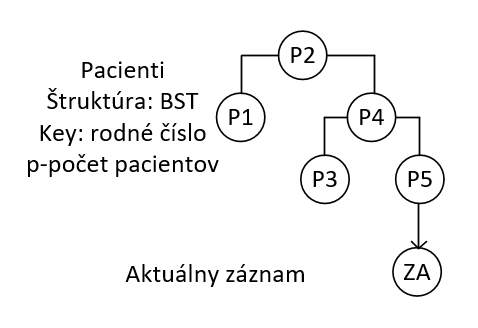 P2
Pacienti
Štruktúra: BST
Key: rodné číslo
p-počet pacientov
P1
P4
P3
P5
Aktuálny záznam
ZA